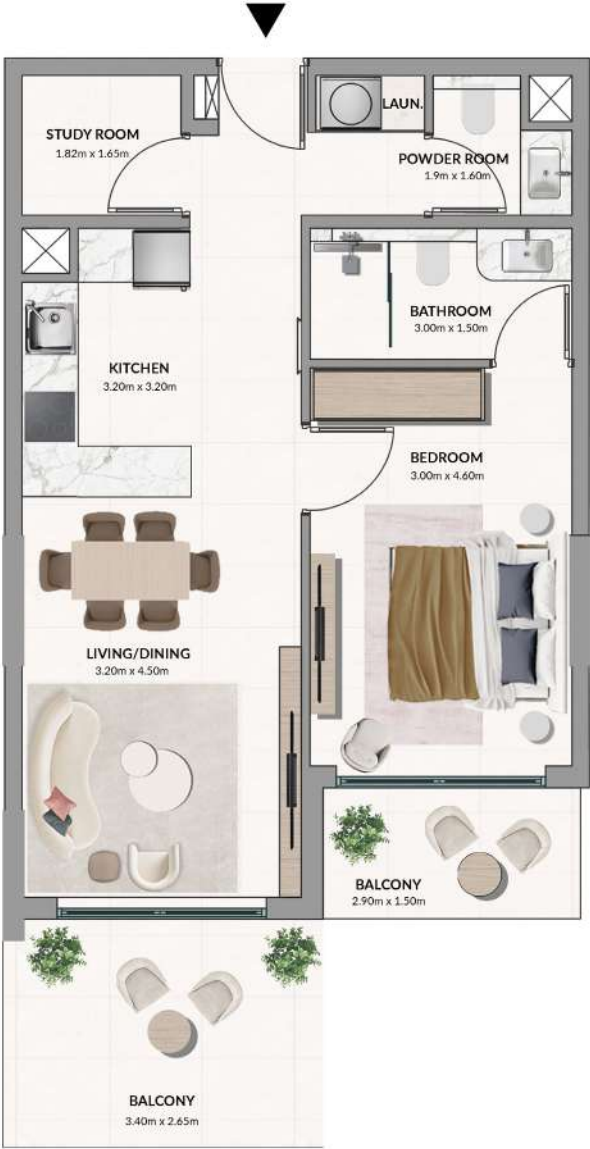 STUDY ROOM
1.82m x 1.65m
LAUN.
POWDER ROOM
1.9m x 1.60m
BATHROOM
3.00m x 1.50m
KITCHEN
3.20m x 3.20m
BEDROOM
3.00m x 4.60m
LIVING/DINING
3.20m x 4.50m
BALCONY
2.90m x 1.50m
BALCONY
3.40m x 2.65m